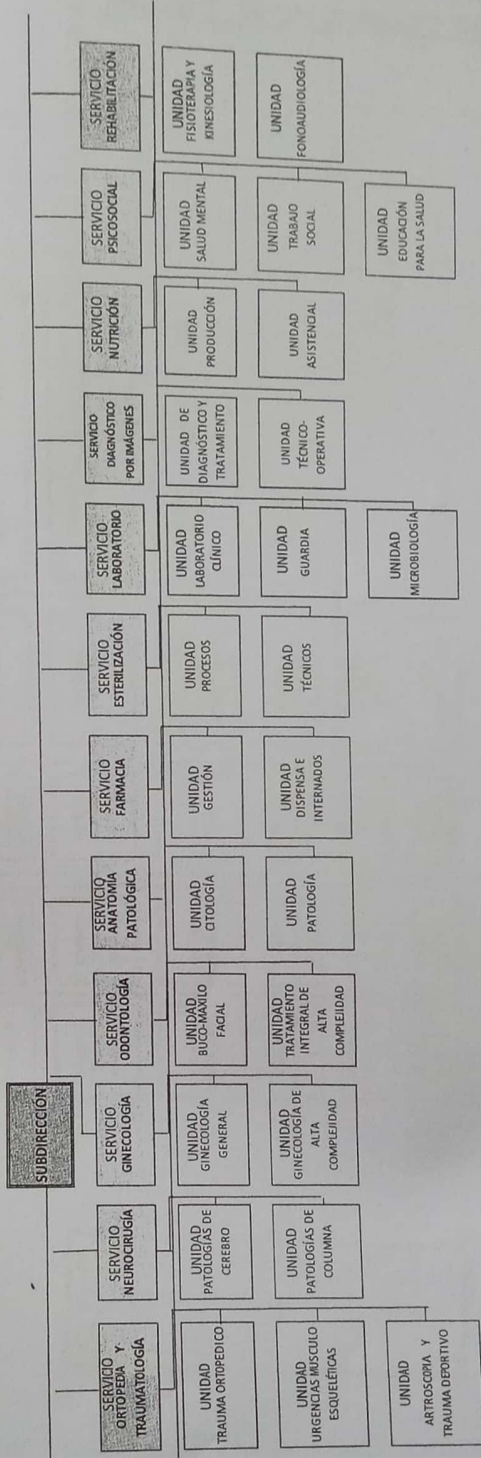 SUBDIRECCIÓN
SERVICIO
ORTOPEDIA Y
TRAUMATOLOGÍA
UNIDAD
TRAUMA ORTOPEDICO
UNIDAD
URGENCIAS MUSCULO
ESQUELÉTICAS
UNIDAD
ARTROSCOPIA Y
TRAUMA DEPORTIVO
SERVICIO
NEUROCIRUGÍA
UNIDAD
PATOLOGÍAS DE
CEREBRO
UNIDAD
PATOLOGÍAS DE
COLUMNA
SERVICIO
GINECOLOGÍA
UNIDAD
GINECOLOGÍA
GENERAL
UNIDAD
GINECOLOGÍA DE
ALTA
COMPLEJIDAD
SERVICIO
ODONTOLOGÍA
UNIDAD
BUCO-MAXILO
FACIAL
UNIDAD
TRATAMIENTO
INTEGRAL DE
ALTA
COMPLEJIDAD
SERVICIO
ANATOMÍA
PATOLÓGICA
UNIDAD
CITOLOGÍA
UNIDAD
PATOLOGÍA
SERVICIO
FARMACIA
UNIDAD
GESTIÓN
UNIDAD
DISPENSA E
INTERNADOS
SERVICIO
ESTERILIZACIÓN
UNIDAD
PROCESOS
UNIDAD
TÉCNICOS
SERVICIO
LABORATORIO
UNIDAD
LABORATORIO
CLÍNICO
UNIDAD
GUARDIA
UNIDAD
MICROBIOLOGÍA
SERVICIO
DIAGNÓSTICO
POR IMÁGENES
UNIDAD DE
DIAGNÓSTICO Y
TRATAMIENTO
UNIDAD
TÉCNICO-
OPERATIVA
SERVICIO
NUTRICIÓN
UNIDAD
PRODUCCIÓN
UNIDAD
ASISTENCIAL
SERVICIO
PSICOSOCIAL
UNIDAD
SALUD MENTAL
UNIDAD
TRABAJO
SOCIAL
UNIDAD
EDUCACIÓN
PARA LA SALUD
SERVICIO
REHABILITACIÓN
UNIDAD
FISIOTERAPIA Y
KINESIOLOGÍA
UNIDAD
FONOAUDIOLOGÍA